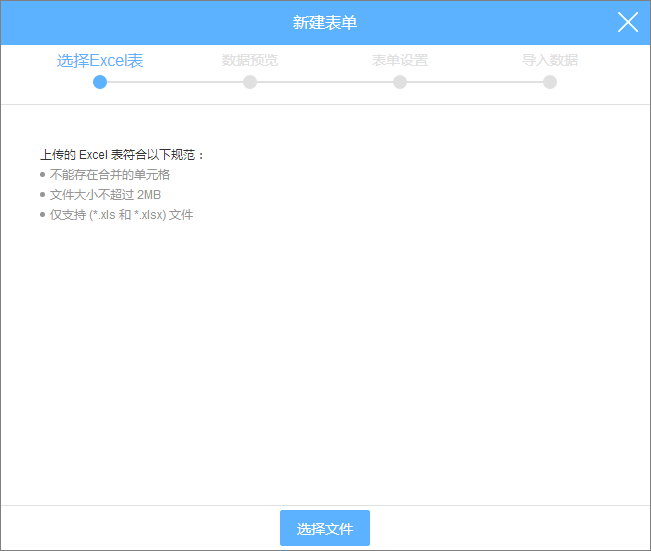 新建表单
选择Excel表 数据预览 表单设置 导入数据
上传的 Excel 表符合以下规范：
不能存在合并的单元格
文件大小不超过 2MB
仅支持 (*.xls 和 *.xlsx) 文件
选择文件